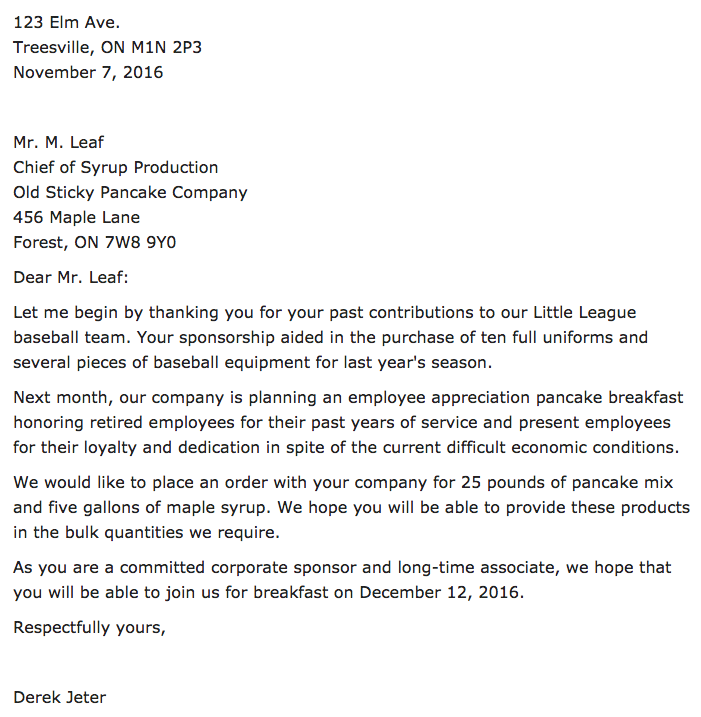 123 Elm Ave.
Treesville, ON M1N 2P3
November 7, 2016
Mr. M. Leaf
Chief of Syrup Production
Old Sticky Pancake Company
456 Maple Lane
Forest, ON 7W8 9Y0
Dear Mr. Leaf:
Let me begin by thanking you for your past contributions to our Little League
baseball team. Your sponsorship aided in the purchase of ten full uniforms and
several pieces of baseball equipment for last year's season.
Next month, our company is planning an employee appreciation pancake breakfast
honoring retired employees for their past years of service and present employees
for their loyalty and dedication in spite of the current difficult economic conditions.
We would like to place an order with your company for 25 pounds of pancake mix
and five gallons of maple syrup. We hope you will be able to provide these products
in the bulk quantities we require.
As you are a committed corporate sponsor and long-time associate, we hope that
you will be able to join us for breakfast on December 12, 2016.
Respectfully yours,
Derek Jeter